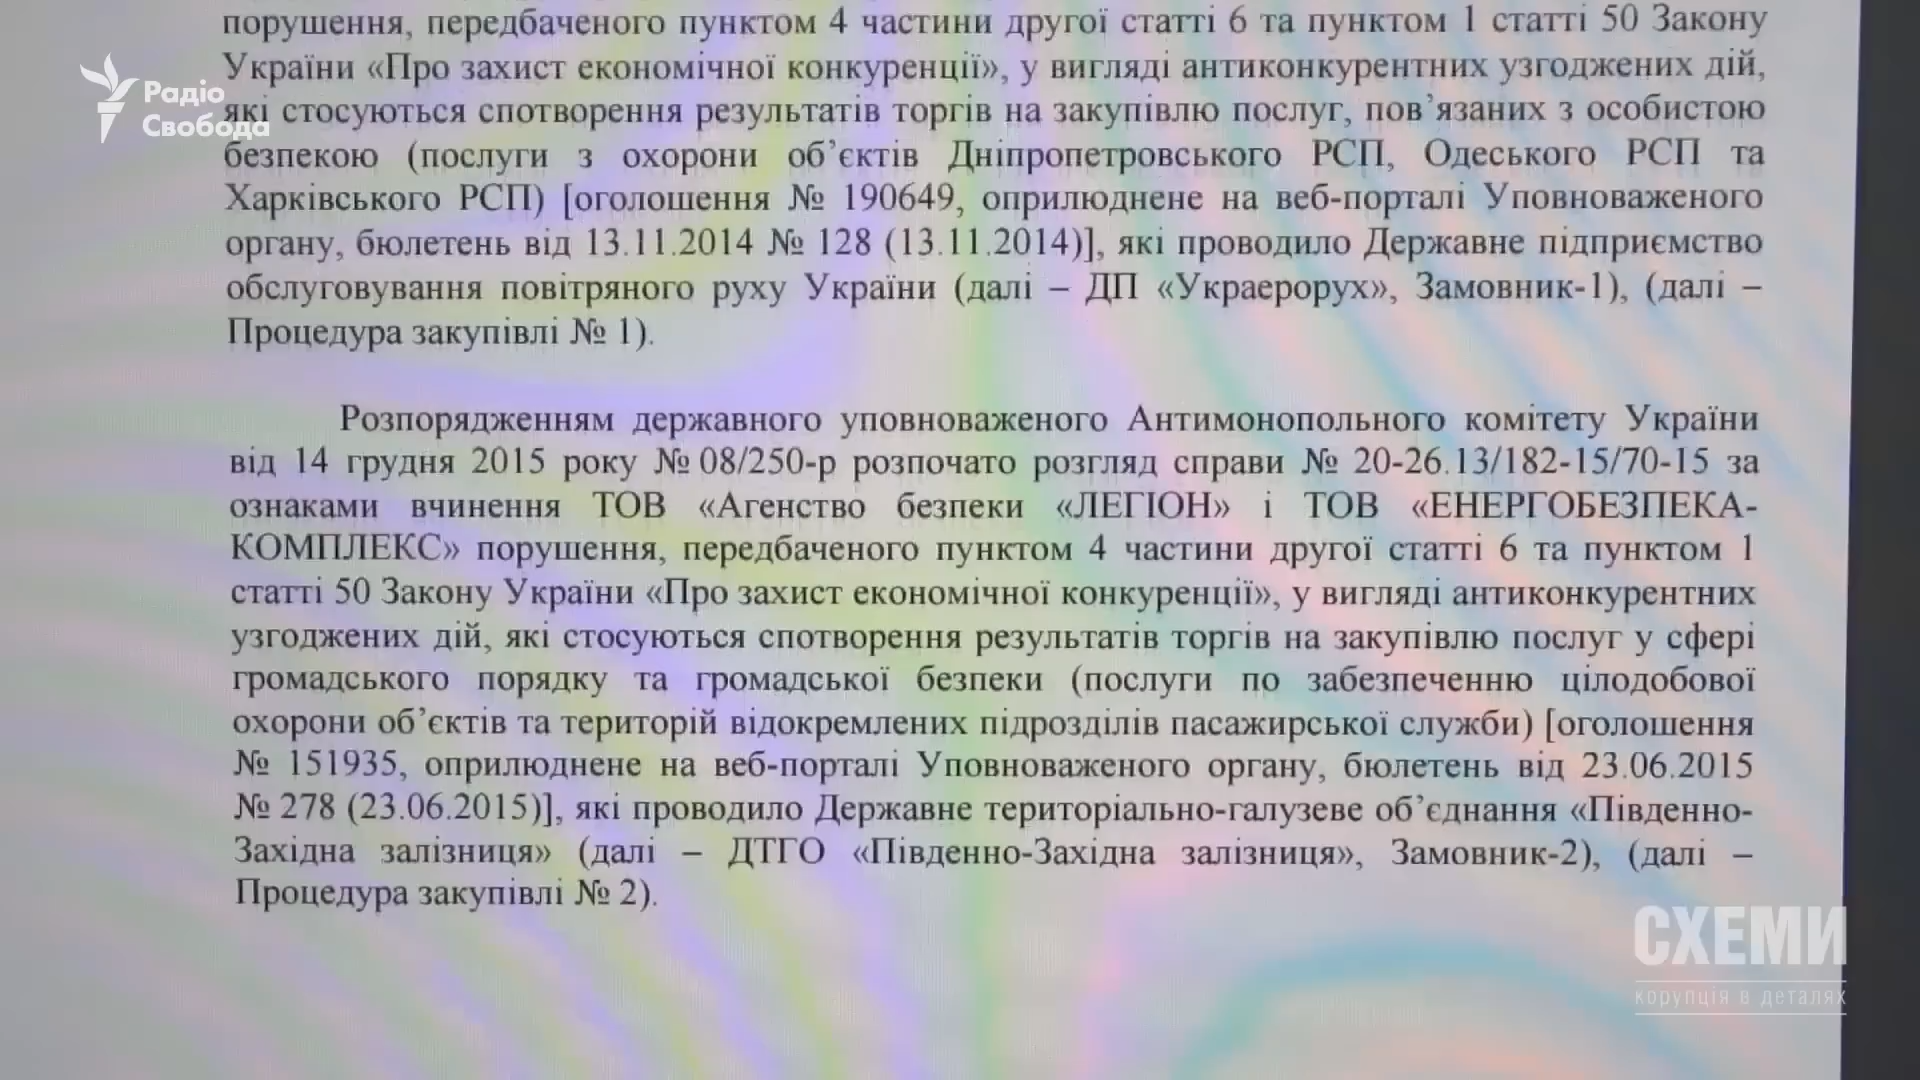 порушення, передбаченого пунктом 4 частини другої статті 6 та пунктом 1 статті 50 Закону
України «Про захист економічної конкуренції», у вигляді антиконкурентних узгоджених дій,
які стосуються спотворення результатів торгів на закупівлю послуг, пов’язаних з особистою
безпекою (послуги з охорони об’єктів Дніпропетровського РСП, Одеського РСП та
Харківського РСП) [оголошення № 190649, оприлюднене на веб-порталі Уповноваженого
органу, бюлетень від 13.11.2014 № 128 (13.11.2014)], які проводило Державне підприємство
обслуговування повітряного руху України (далі – ДП «Украерорух», Замовник-1), (далі –
Процедура закупівлі № 1).
Розпорядженням державного уповноваженого Антимонопольного комітету України
від 14 грудня 2015 року № 08/250-р розпочато розгляд справи № 20-26.13/182-15/70-15 за
ознаками вчинення ТОВ «Агенство безпеки «ЛЕГІОН» і ТОВ «ЕНЕРГОБЕЗПЕКА-
КОМПЛЕКС» порушення, передбаченого пунктом 4 частини другої статті 6 та пунктом 1
статті 50 Закону України «Про захист економічної конкуренції», у вигляді антиконкурентних
узгоджених дій, які стосуються спотворення результатів торгів на закупівлю послуг у сфері
громадського порядку та громадської безпеки (послуги по забезпеченню цілодобової
охорони об’єктів та територій відокремлених підрозділів пасажирської служби) [оголошення
№ 151935, оприлюднене на веб-порталі Уповноваженого органу, бюлетень від 23.06.2015
№ 278 (23.06.2015)], які проводило Державне територіально-галузеве об’єднання «Південно-
Західна залізниця» (далі – ДТГО «Південно-Західна залізниця», Замовник-2), (далі –
Процедура закупівлі № 2).
Радіо
Свобода
СХЕМИ
корупція в деталях